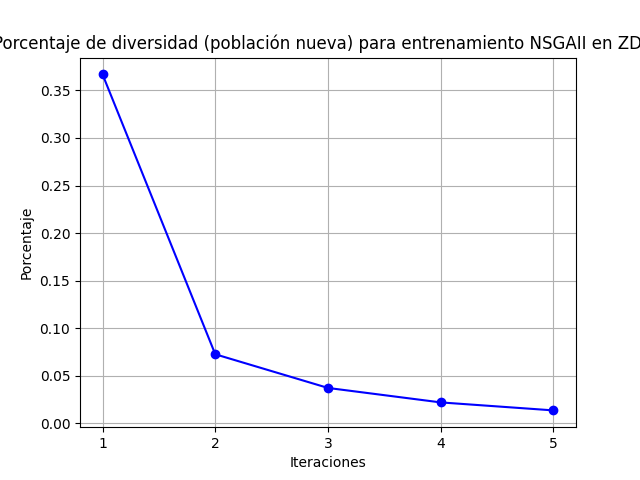 Porcentaje de diversidad (población nueva) para entrenamiento NSGAII en ZD
0.35
0.30
0.25
0.20
0.15
0.10
0.05
0.00
Porcentaje
1 2 3 4 5
Iteraciones